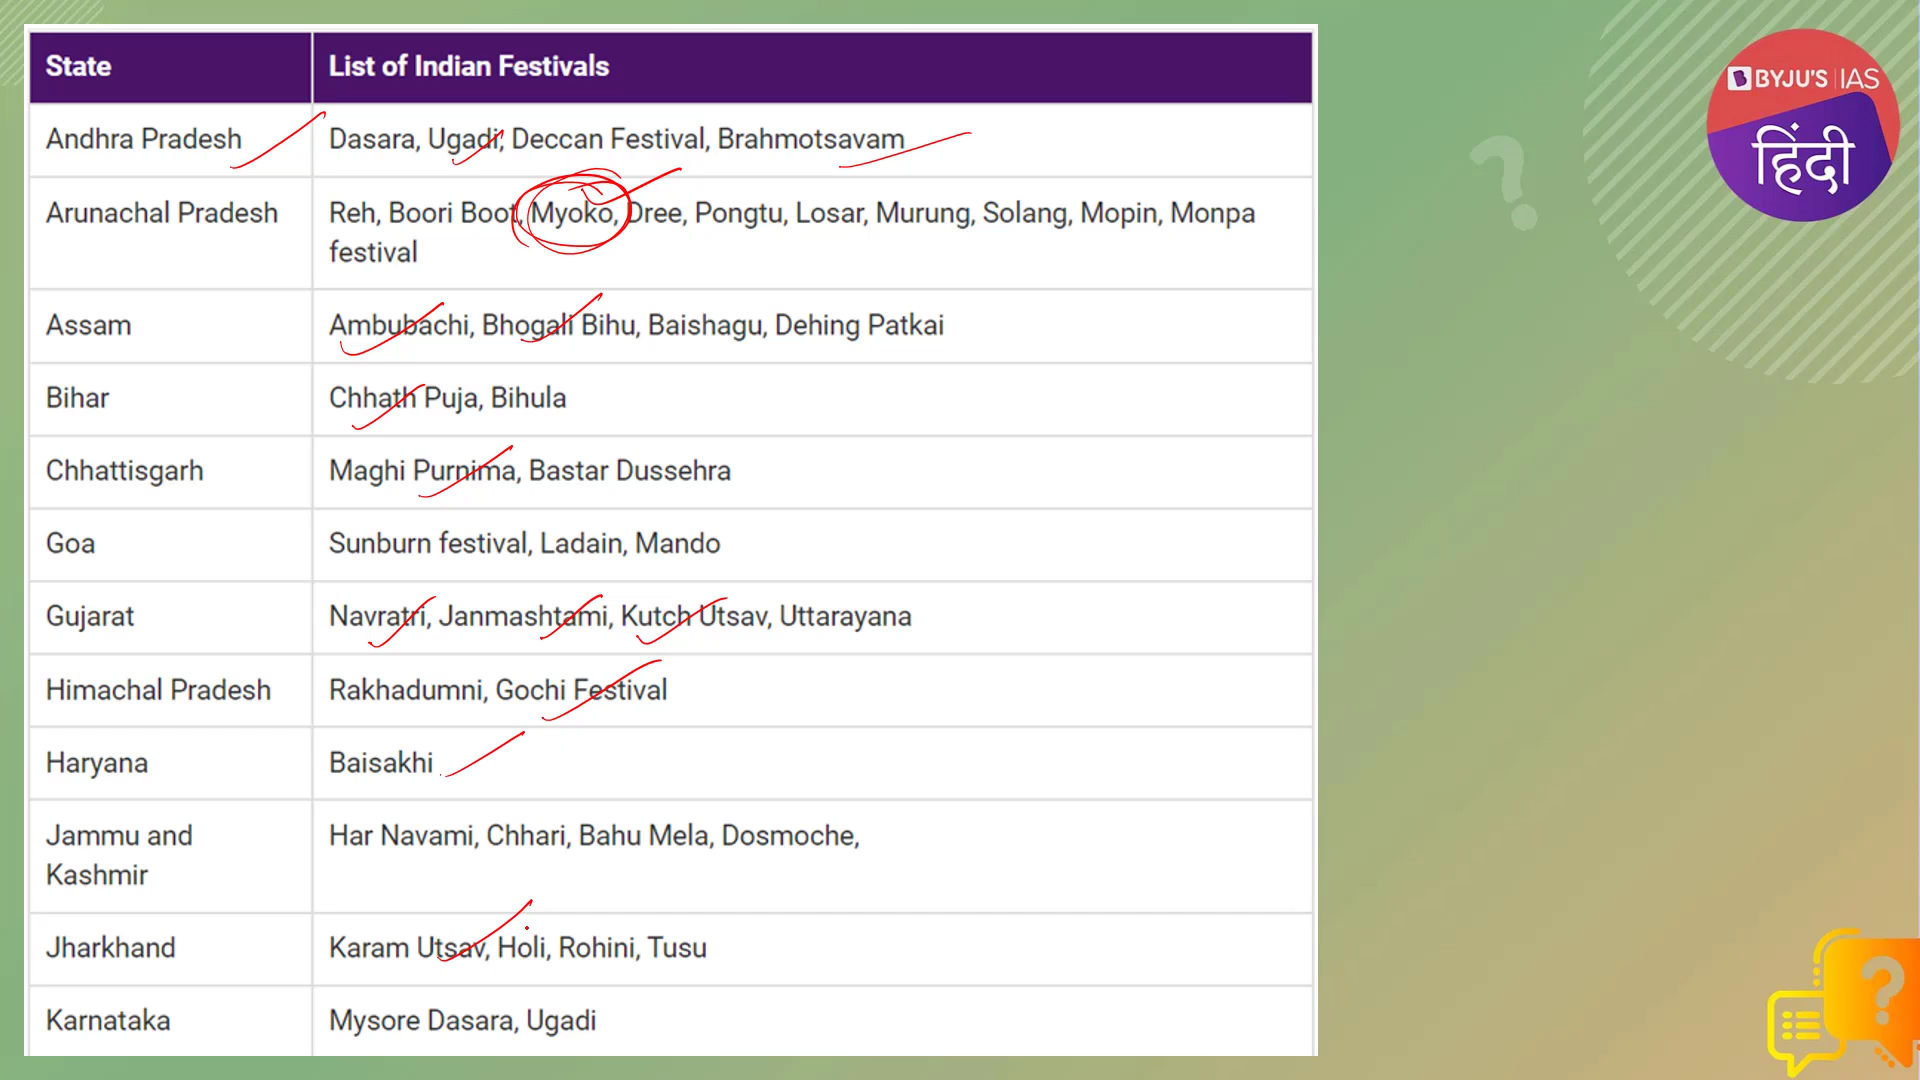 State List of Indian Festivals
Andhra Pradesh Dasara, Ugadi, Deccan Festival, Brahmotsavam
Arunachal Pradesh Reh, Boori Boot, Myoko, Dree, Pongtu, Losar, Murung, Solang, Mopin, Monpa
festival
Assam Ambubachi, Bhogali Bihu, Baishagu, Dehing Patkai
Bihar Chhath Puja, Bihula
Chhattisgarh Maghi Purnima, Bastar Dussehra
Goa Sunburn festival, Ladain, Mando
Gujarat Navratri, Janmashtami, Kutch Utsav, Uttarayana
Himachal Pradesh Rakhadumni, Gochi Festival
Haryana Baisakhi
Jammu and Har Navami, Chhari, Bahu Mela, Dosmoche,
Kashmir
Jharkhand Karam Utsav, Holi, Rohini, Tusu
Karnataka Mysore Dasara, Ugadi
BYJU'S IAS
हिंदी